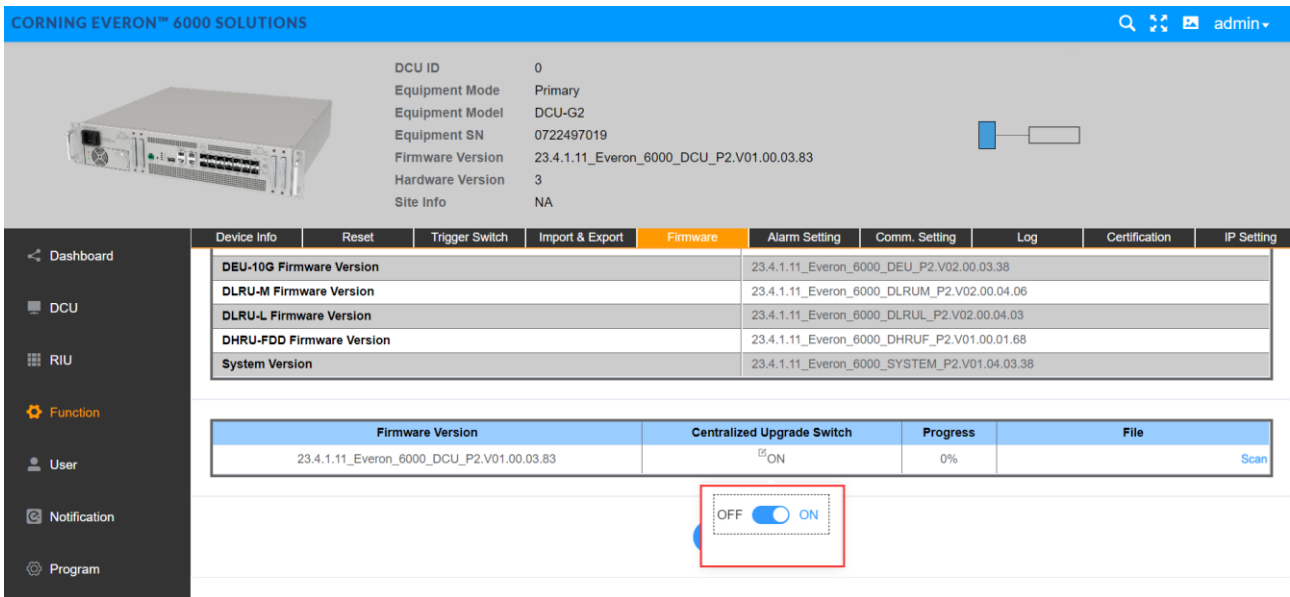 CORNING EVERON™ 6000 SOLUTIONS
admin
DCU ID 0
Equipment Mode Primary
Equipment Model DCU-G2
Equipment SN 0722497019
Firmware Version 23.4.1.11_Everon_6000_DCU_P2.V01.00.03.83
Hardware Version 3
Site Info NA
Device Info Reset Trigger Switch Import & Export Firmware Alarm Setting Comm. Setting Log Certification IP Setting
Dashboard
DCU
RIU
Function
User
Notification
Program
DEU-10G Firmware Version 23.4.1.11_Everon_6000_DEU_P2.V02.00.03.38
DLRU-M Firmware Version 23.4.1.11_Everon_6000_DLRUM_P2.V02.00.04.06
DLRU-L Firmware Version 23.4.1.11_Everon_6000_DLRUL_P2.V02.00.04.03
DHRU-FDD Firmware Version 23.4.1.11_Everon_6000_DHRUF_P2.V01.00.01.68
System Version 23.4.1.11_Everon_6000_SYSTEM_P2.V01.04.03.38
Firmware Version Centralized Upgrade Switch Progress File
23.4.1.11_Everon_6000_DCU_P2.V01.00.03.83 ON 0% Scan
OFF ON